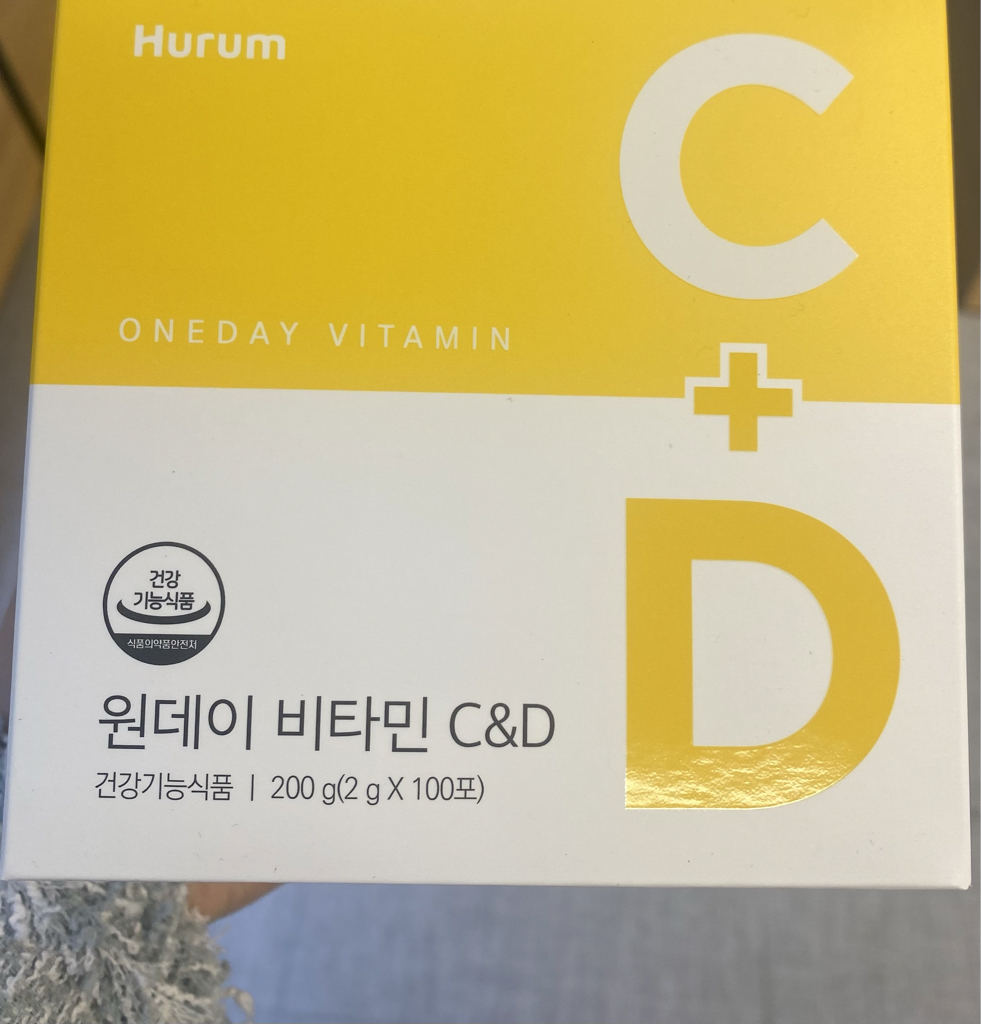 Hurum
C
ONEDAY VITAMIN
+
D
건강
기능식품
식품의약품안전처
원데이 비타민 C&D
건강기능식품 | 200 g(2 g X 100포)